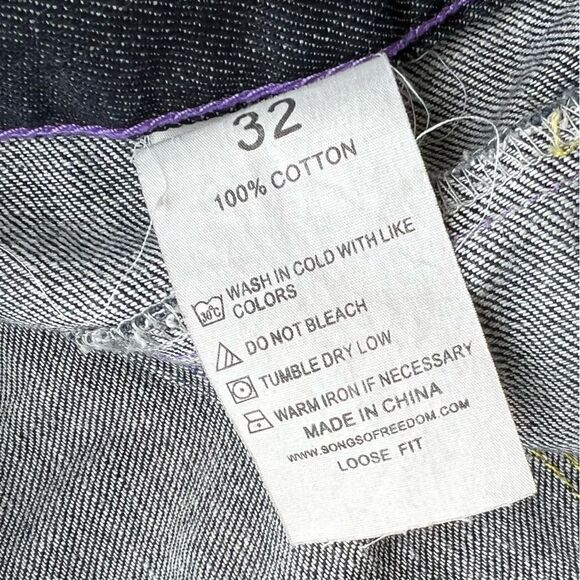 32
100% COTTON
30°C WASH IN COLD WITH LIKE
COLORS
DO NOT BLEACH
TUMBLE DRY LOW
WARM IRON IF NECESSARY
MADE IN CHINA
WWW.SONGSOFFREEDOM.COM
LOOSE FIT